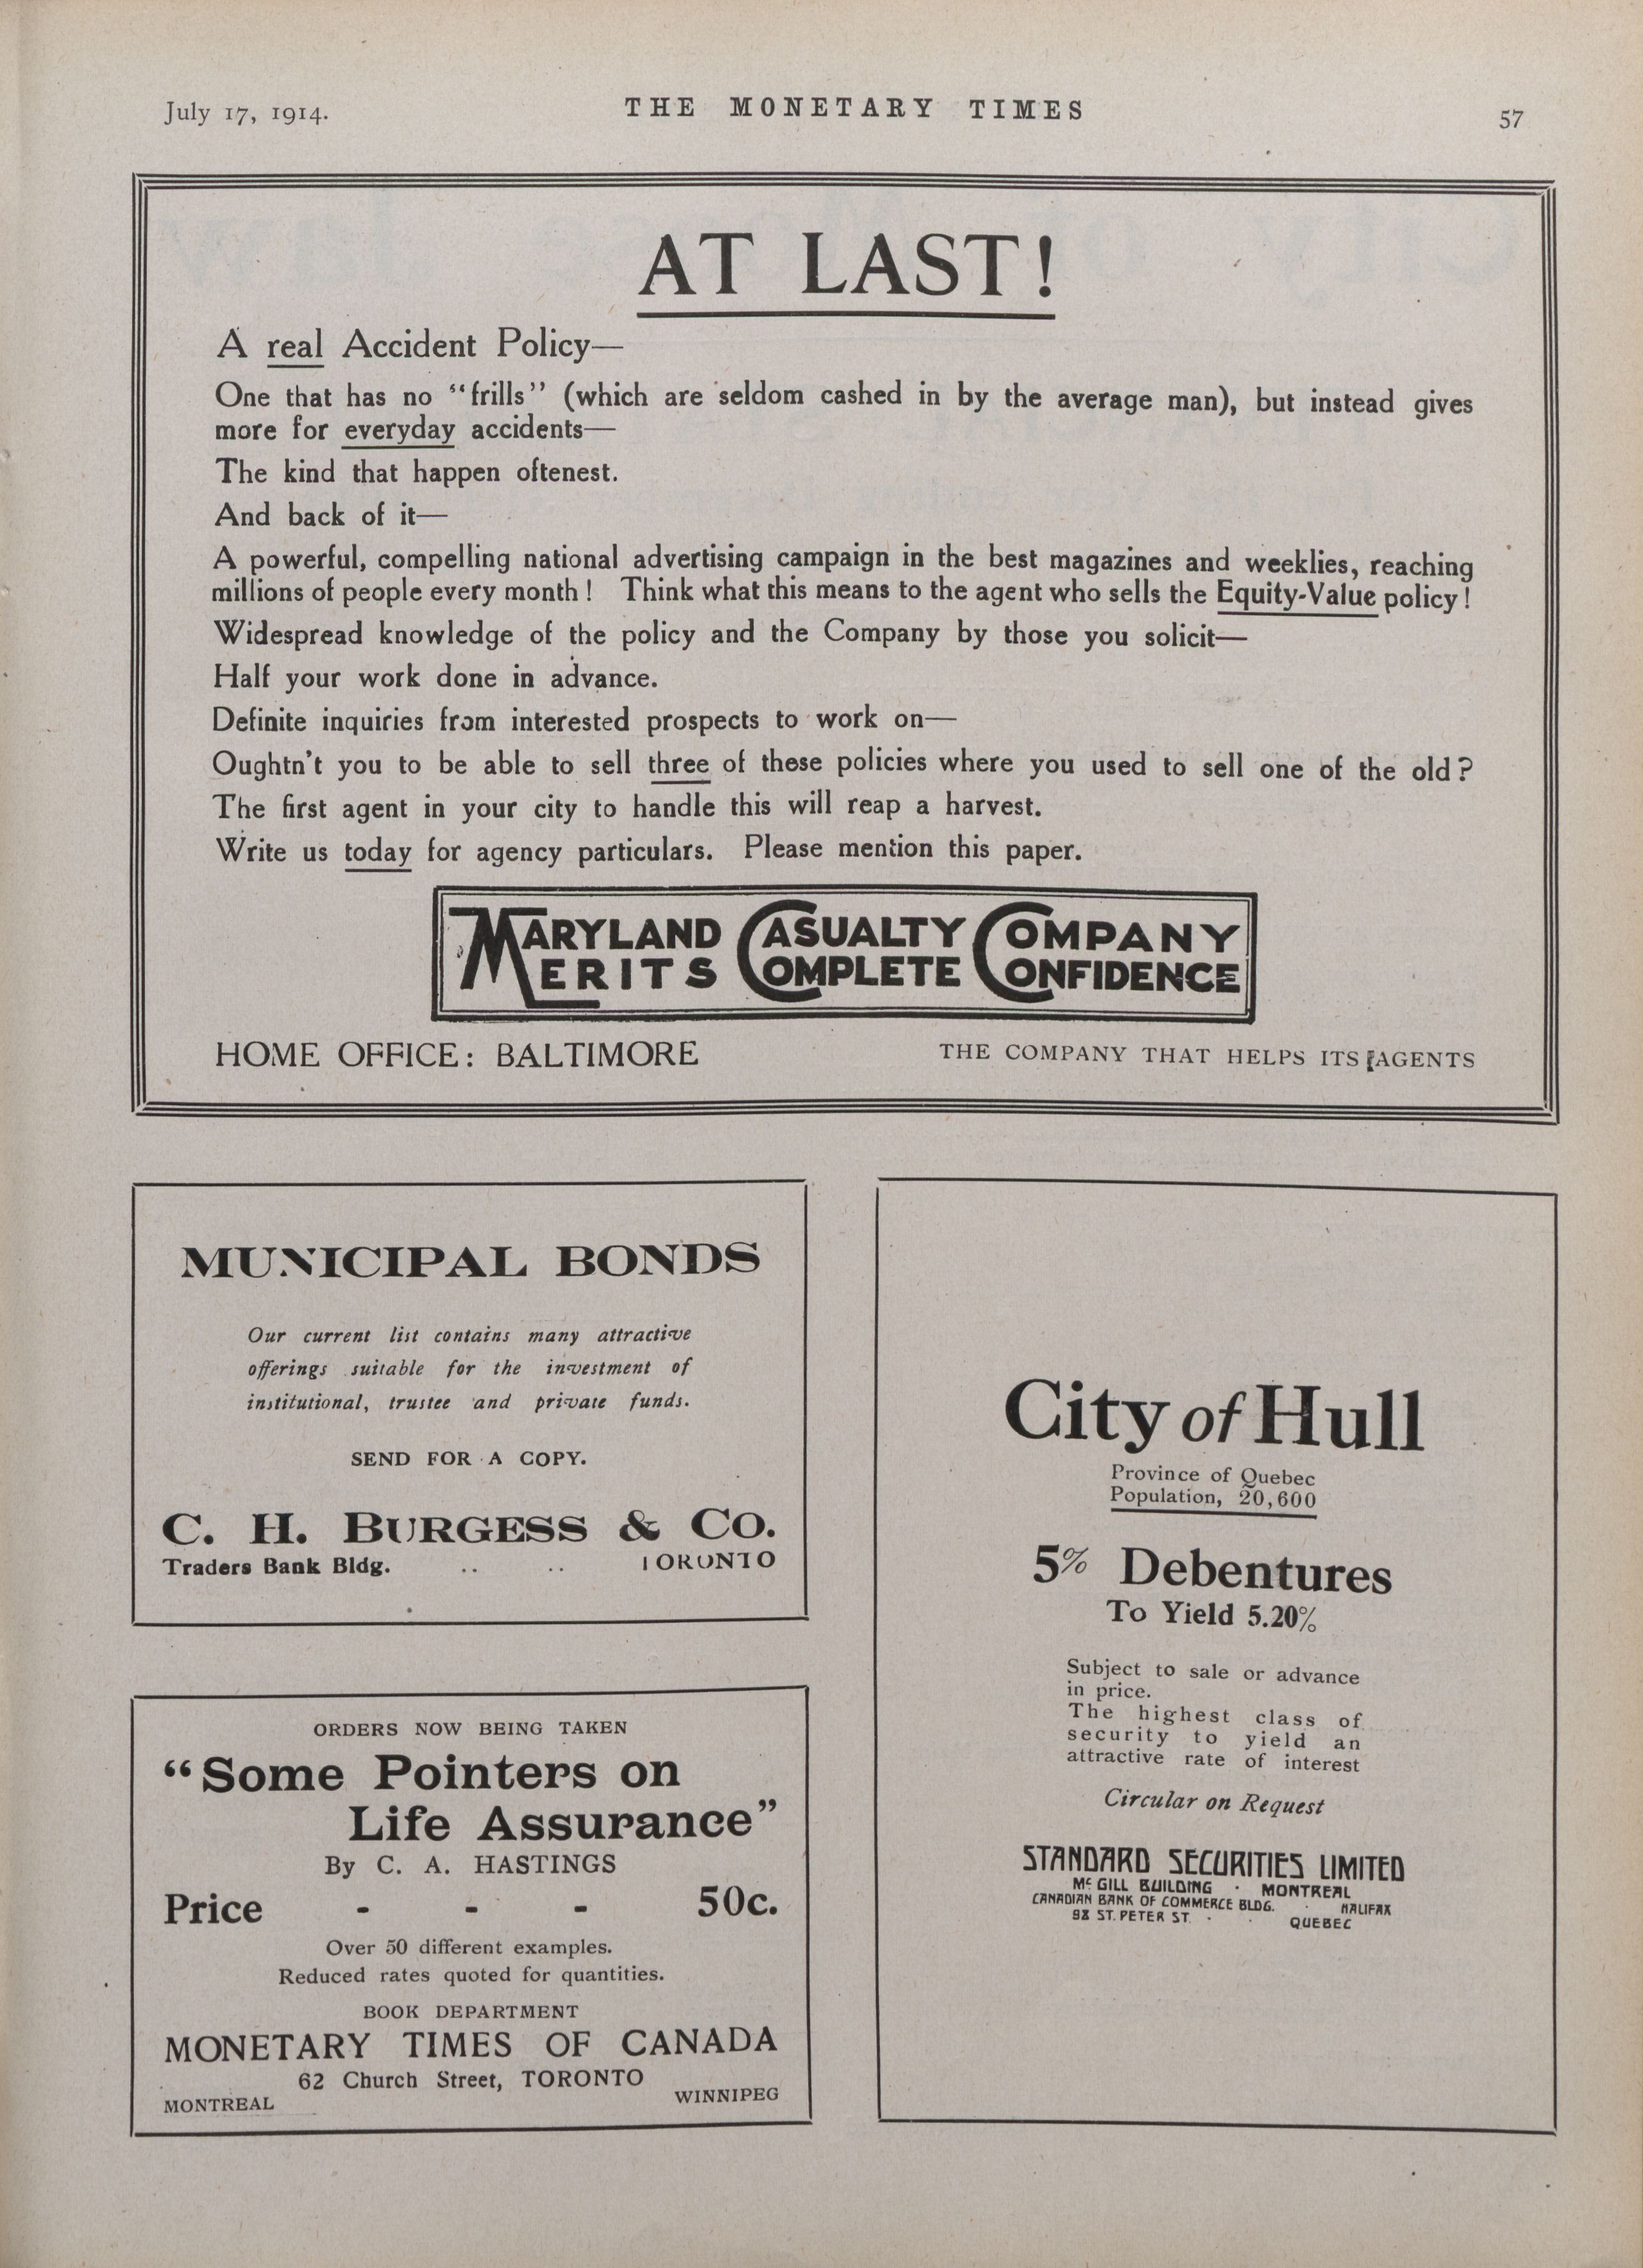 July 17, 1914.
THE MONETARY TIMES
57
AT LAST!
A real Accident Policy—
One that has no "frills" (which are seldom cashed in by the average man), but instead gives
more for everyday accidents—
The kind that happen oftenest.
And back of it—
A powerful, compelling national advertising campaign in the best magazines and weeklies, reaching
millions of people every month! Think what this means to the agent who sells the Equity-Value policy!
Widespread knowledge of the policy and the Company by those you solicit—
Half your work done in advance.
Definite inquiries from interested prospects to work on—
Oughtn't you to be able to sell three of these policies where you used to sell one of the old?
The first agent in your city to handle this will reap a harvest.
Write us today for agency particulars. Please mention this paper.
MARYLAND CASUALTY COMPANY
MERITS COMPLETE CONFIDENCE
HOME OFFICE: BALTIMORE
THE COMPANY THAT HELPS ITS AGENTS
MUNICIPAL BONDS
Our current list contains many attractive
offerings suitable for the investment of
institutional, trustee and private funds.
SEND FOR A COPY.
C. H. BURGESS & CO.
Traders Bank Bldg. .. .. TORONTO
ORDERS NOW BEING TAKEN
"Some Pointers on
Life Assurance"
By C. A. HASTINGS
Price - - - 50c.
Over 50 different examples.
Reduced rates quoted for quantities.
BOOK DEPARTMENT
MONETARY TIMES OF CANADA
62 Church Street, TORONTO
MONTREAL
WINNIPEG
City of Hull
Province of Quebec
Population, 20,600
5% Debentures
To Yield 5.20%
Subject to sale or advance
in price.
The highest class of
security to yield an
attractive rate of interest
Circular on Request
STANDARD SECURITIES LIMITED
McGILL BUILDING · MONTREAL
CANADIAN BANK OF COMMERCE BLDG. · HALIFAX
98 ST. PETER ST. · · QUEBEC